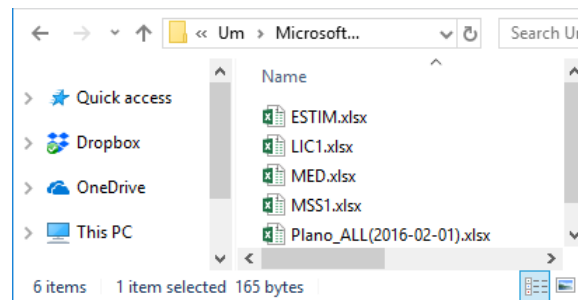 « Um > Microsoft...
Search U
Name
Quick access
ESTIM.xlsx
Dropbox
LIC1.xlsx
MED.xlsx
OneDrive
MSS1.xlsx
This PC
Plano_ALL(2016-02-01).xlsx
6 items 1 item selected 165 bytes